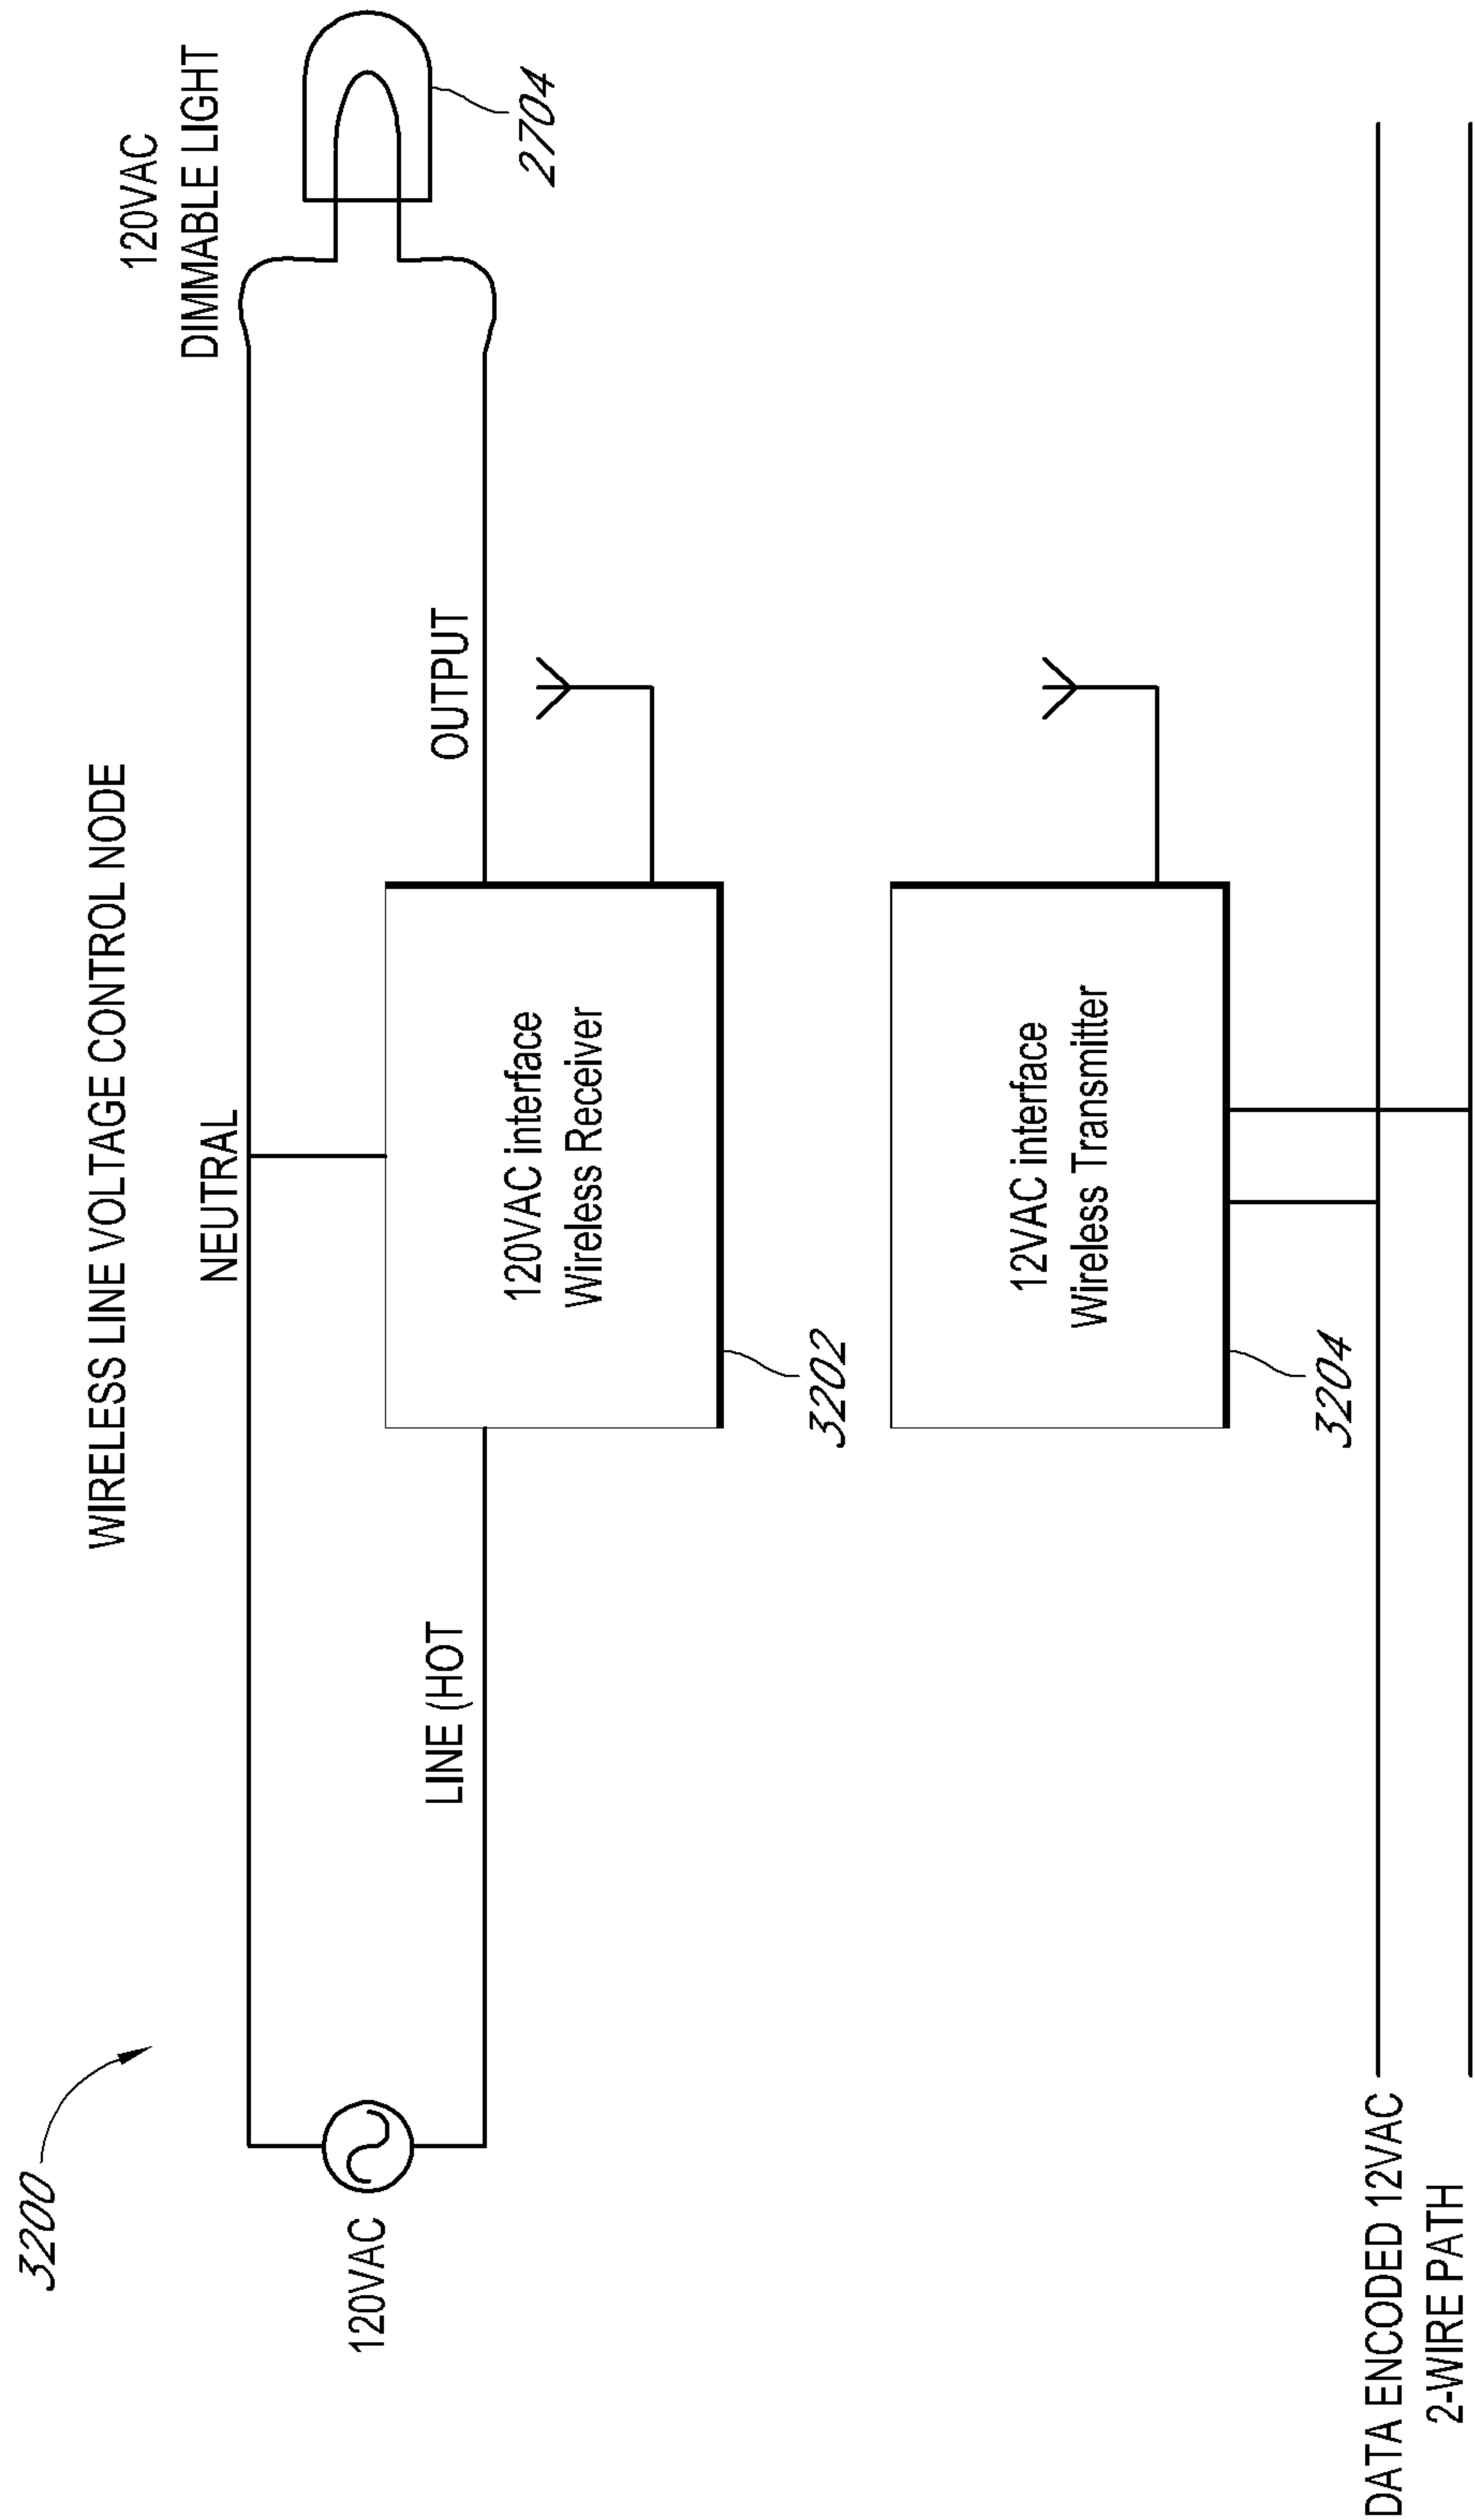 3200
WIRELESS LINE VOLTAGE CONTROL NODE
120VAC
DIMMABLE LIGHT
NEUTRAL
120VAC
LINE (HOT
OUTPUT
2704
120VAC interface
Wireless Receiver
3202
12VAC interface
Wireless Transmitter
3204
DATA ENCODED 12VAC
2-WIRE PATH